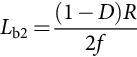 L_b2 = (1 − D)R / 2f